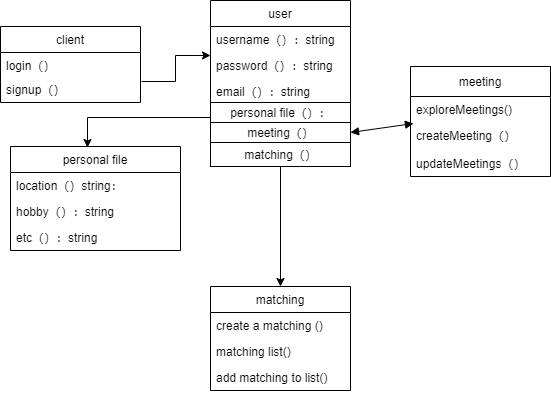 client
login ()
signup ()
user
username () : string
password () : string
email () : string
personal file () :
meeting ()
matching ()
meeting
exploreMeetings()
createMeeting ()
updateMeetings ()
personal file
location () string:
hobby () : string
etc () : string
matching
create a matching ()
matching list()
add matching to list()